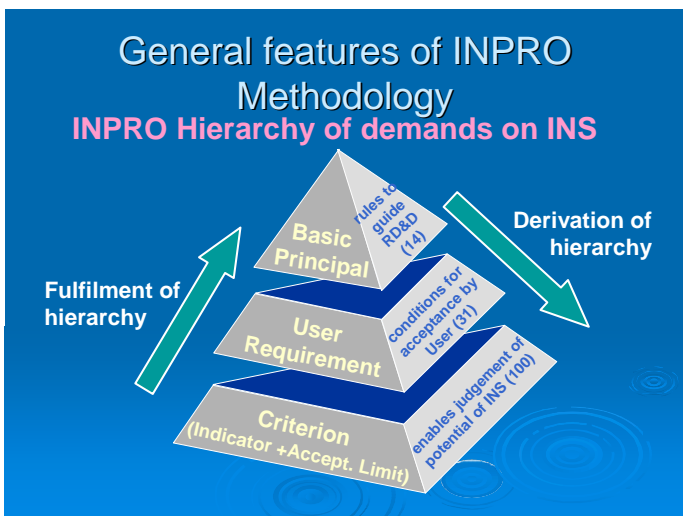 General features of INPRO
Methodology
INPRO Hierarchy of demands on INS
rules to
guide
RD&D
(14)
Basic
Principal
Derivation of
hierarchy
Fulfilment of
hierarchy
conditions for
acceptance by
User (31)
User
Requirement
enables judgement of
potential of INS (100)
Criterion
(Indicator +Accept. Limit)